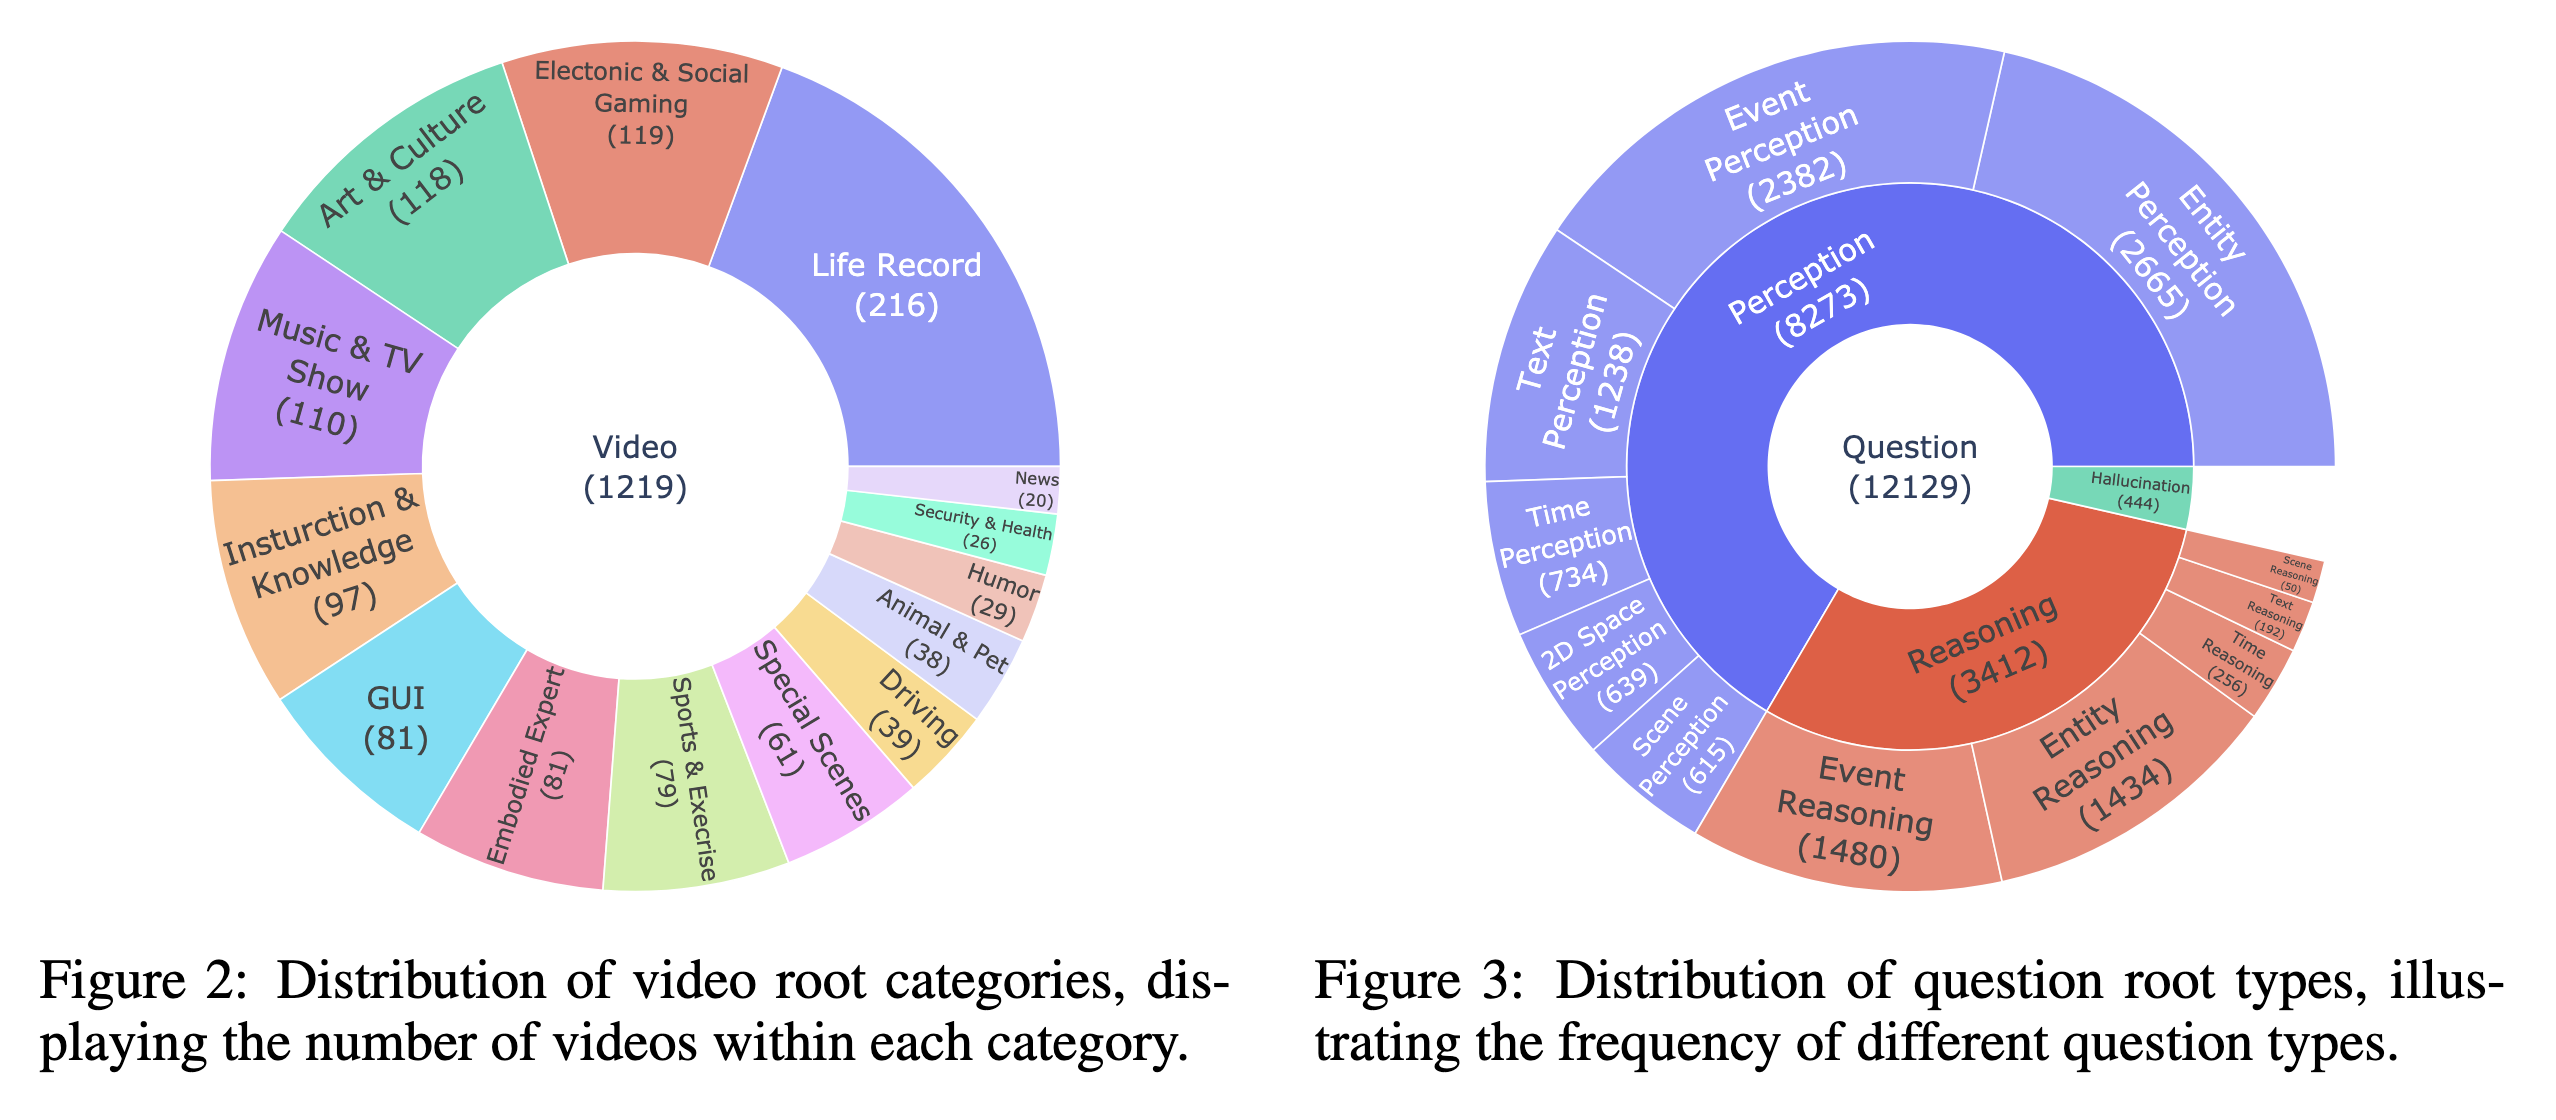 Electonic & Social
Gaming
(119)
Life Record
(216)
Art & Culture
(118)
Music & TV
Show
(110)
Video
(1219)
News
(20)
Security & Health
(26)
Humor
(29)
Animal & Pet
(38)
Driving
(39)
Special Scenes
(61)
Sports & Execrise
(79)
Embodied Expert
(81)
GUI
(81)
Insturction &
Knowledge
(97)
Figure 2: Distribution of video root categories, dis-
playing the number of videos within each category.
Event
Perception
(2382)
Entity
Perception
(2665)
Perception
(8273)
Text
Perception
(1238)
Question
(12129)
Hallucination
(444)
Time
Perception
(734)
2D Space
Perception
(639)
Scene
Perception
(615)
Reasoning
(3412)
Scene
Reasoning
(50)
Text
Reasoning
(192)
Time
Reasoning
(256)
Entity
Reasoning
(1434)
Event
Reasoning
(1480)
Figure 3: Distribution of question root types, illus-
trating the frequency of different question types.